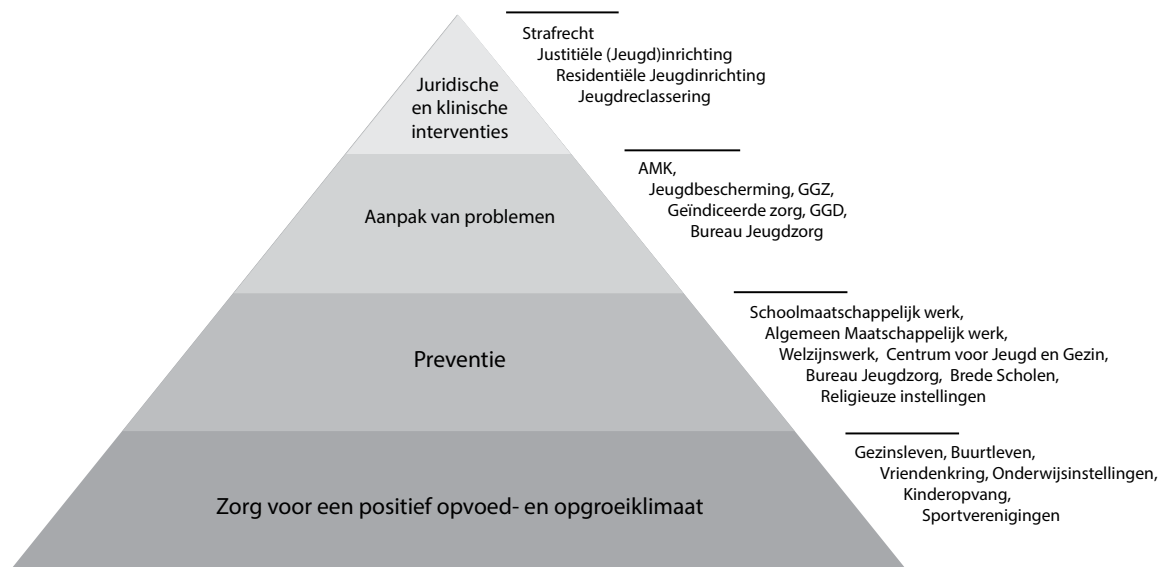 Strafrecht
Justitiële (Jeugd)inrichting
Residentiële Jeugdinrichting
Jeugdreclassering
Juridische
en klinische
interventies
AMK,
Jeugdbescherming, GGZ,
Geïndiceerde zorg, GGD,
Bureau Jeugdzorg
Aanpak van problemen
Schoolmaatschappelijk werk,
Algemeen Maatschappelijk werk,
Welzijnswerk, Centrum voor Jeugd en Gezin,
Bureau Jeugdzorg, Brede Scholen,
Religieuze instellingen
Preventie
Gezinsleven, Buurtleven,
Vriendenkring, Onderwijsinstellingen,
Kinderopvang,
Sportverenigingen
Zorg voor een positief opvoed- en opgroeiklimaat